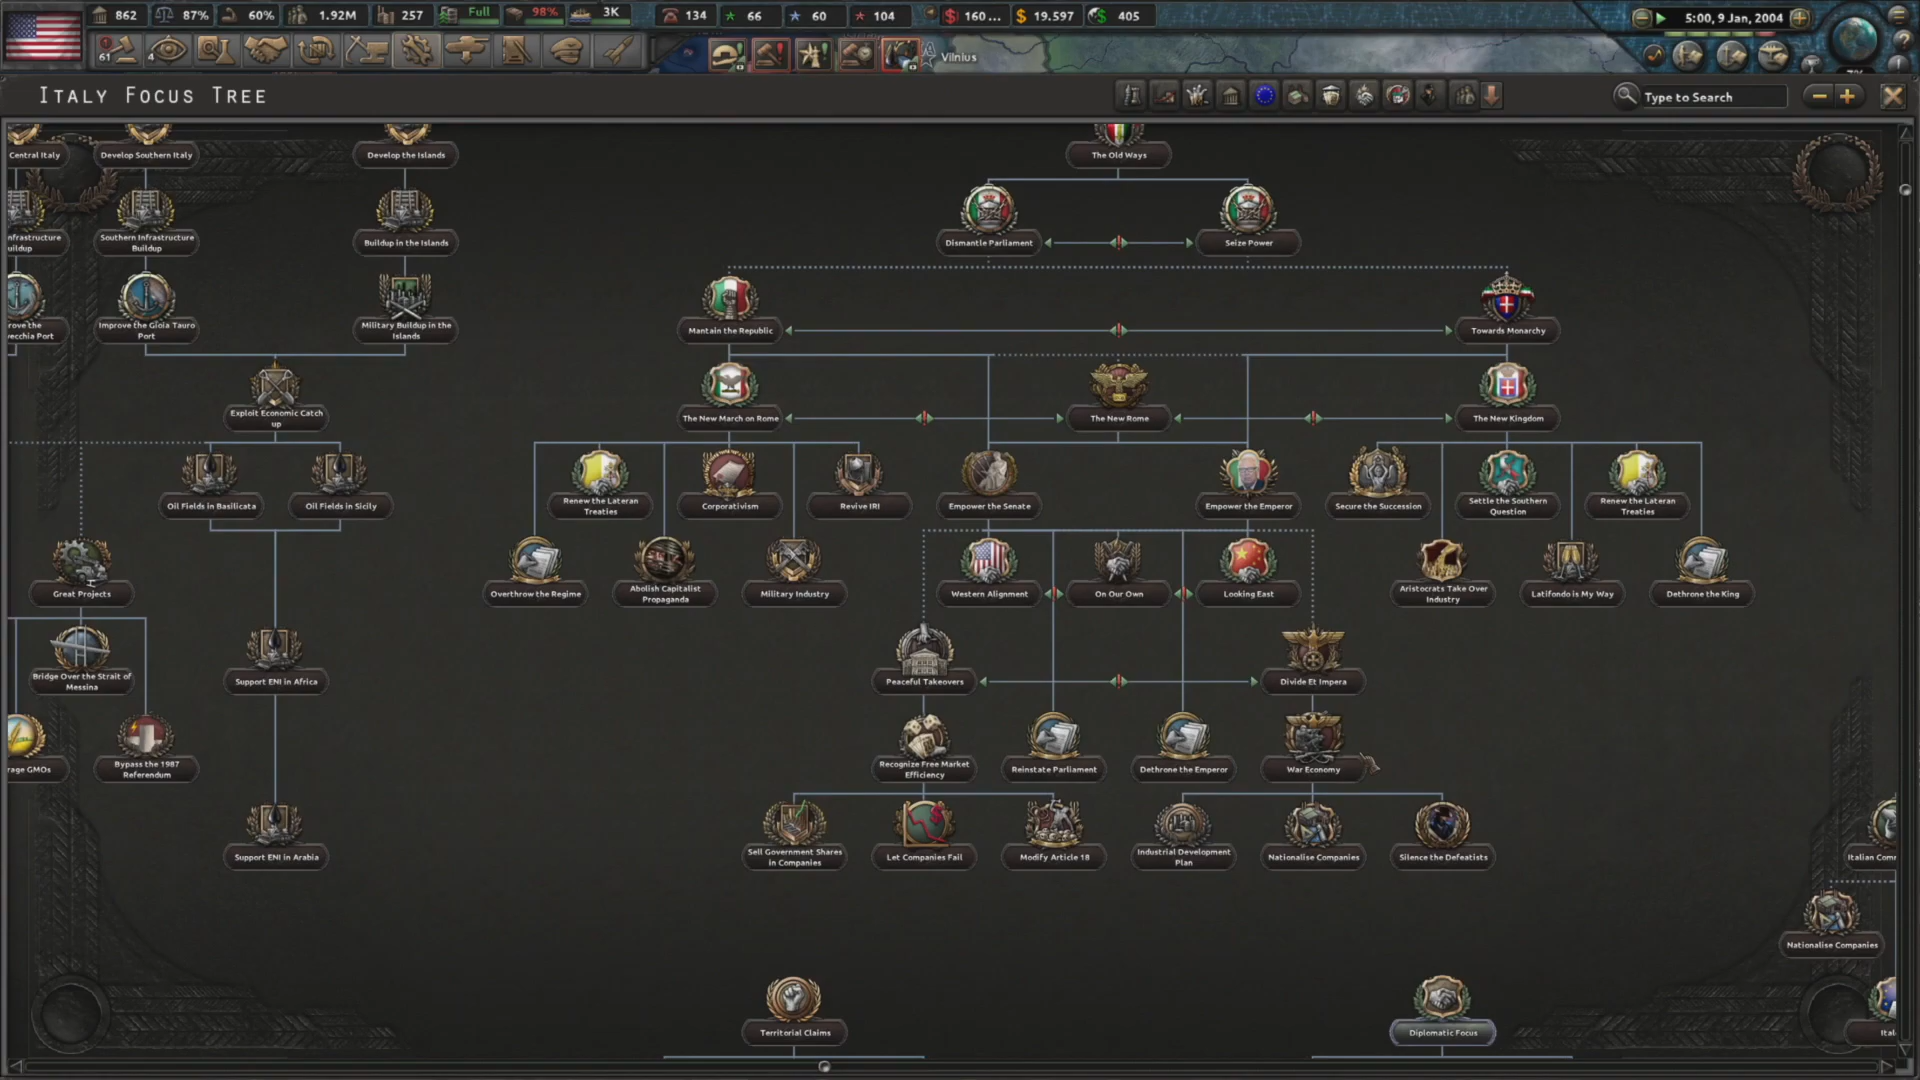 862 87% 60% 1.92M 257 Full 98% 3K 134 66 60 104 160 ... 19.597 405 5:00, 9 Jan, 2004
61 4 Vilnius
ITALY FOCUS TREE Type to Search
Central Italy Develop Southern Italy Develop the Islands The Old Ways
Southern Infrastructure
Buildup
Buildup in the Islands Dismantle Parliament Seize Power
Improve the Gioia Tauro
Port
Military Buildup in the
Islands
Mantain the Republic Towards Monarchy
Exploit Economic Catch
up
The New March on Rome The New Rome The New Kingdom
Oil Fields in Basilicata Oil Fields in Sicily
Renew the Lateran
Treaties
Corporativism Revive IRI Empower the Senate Empower the Emperor Secure the Succession
Settle the Southern
Question
Renew the Lateran
Treaties
Great Projects Overthrow the Regime
Abolish Capitalist
Propaganda
Military Industry Western Alignment On Our Own Looking East
Aristocrats Take Over
Industry
Latifondo is My Way Dethrone the King
Bridge Over the Strait of
Messina
Support ENI in Africa Peaceful Takeovers Divide Et Impera
rage GMOs
Bypass the 1987
Referendum
Recognize Free Market
Efficiency
Reinstate Parliament Dethrone the Emperor War Economy
Support ENI in Arabia
Sell Government Shares
in Companies
Let Companies Fail Modify Article 18
Industrial Development
Plan
Nationalise Companies Silence the Defeatists Italian Com
Nationalise Companies
Territorial Claims Diplomatic Focus Ital